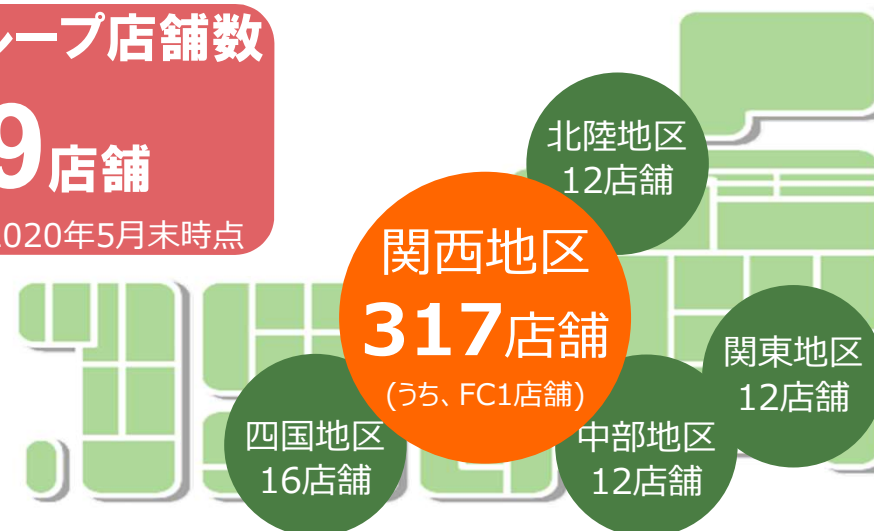 ループ店舗数
9店舗
2020年5月末時点
北陸地区
12店舗
関西地区
317店舗
(うち、FC1店舗)
関東地区
12店舗
四国地区
16店舗
中部地区
12店舗